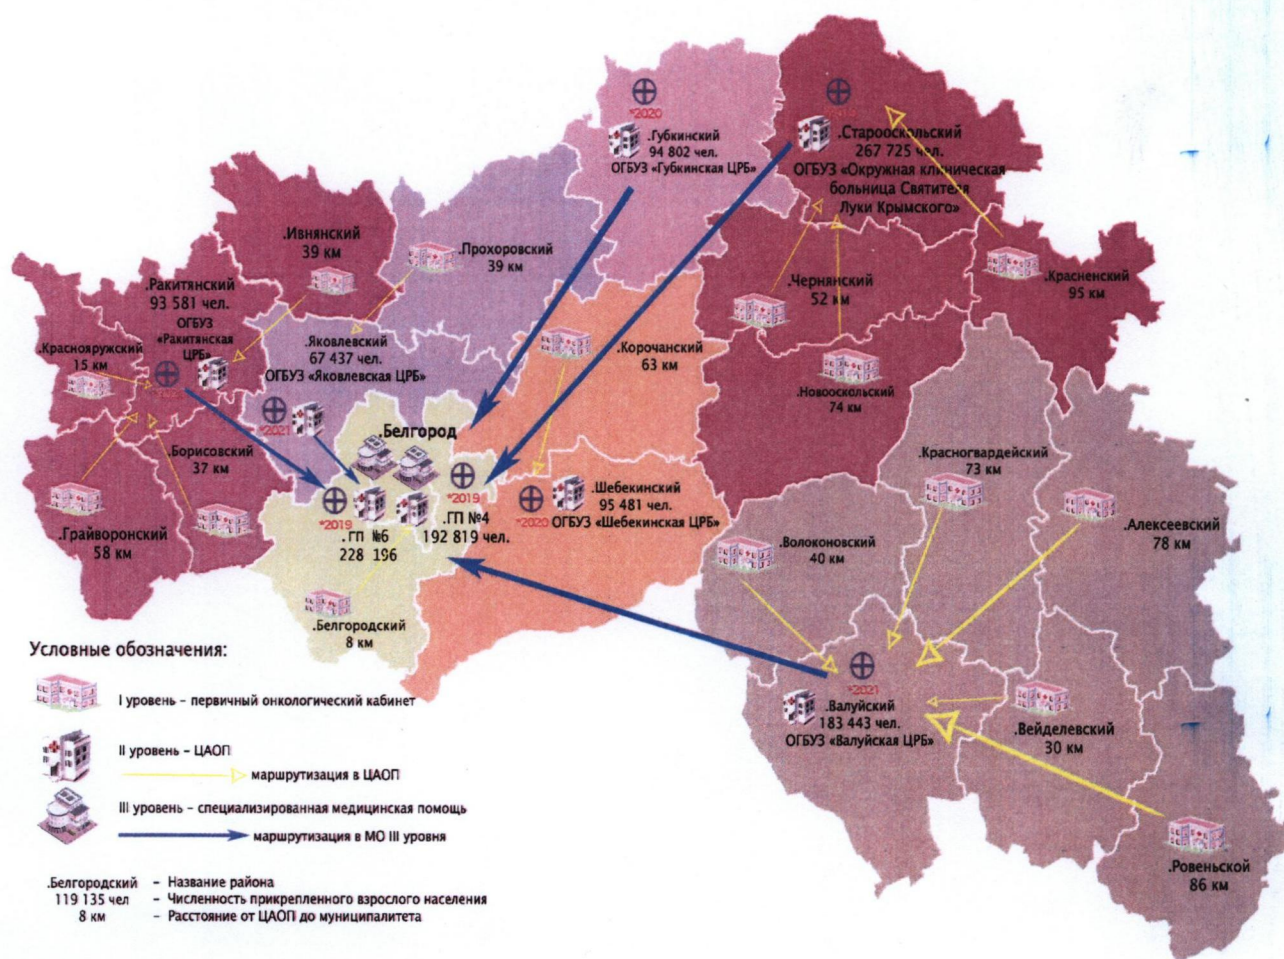 *2020
.Губкинский
94 802 чел.
ОГБУЗ «Губкинская ЦРБ»
.Старооскольский
267 725 чел.
ОГБУЗ «Окружная клиническая
больница Святителя
Луки Крымского»
.Ивнянский
39 км
.Прохоровский
39 км
.Ракитянский
93 581 чел.
ОГБУЗ
«Ракитянская
ЦРБ»
.Чернянский
52 км
.Красненский
95 км
.Краснояружский
15 км
.Яковлевский
67 437 чел.
ОГБУЗ «Яковлевская ЦРБ»
.Корочанский
63 км
.Новооскольский
74 км
*2021
.Белгород
.Борисовский
37 км
.Красногвардейский
73 км
*2019
*2019
*2020
.Шебекинский
95 481 чел.
ОГБУЗ «Шебекинская ЦРБ»
.Грайворонский
58 км
.ГП №6
228 196
.ГП №4
192 819 чел.
.Волоконовский
40 км
.Алексеевский
78 км
.Белгородский
8 км
*2021
.Валуйский
183 443 чел.
ОГБУЗ «Валуйская ЦРБ»
.Вейделевский
30 км
.Ровеньской
86 км
Условные обозначения:
I уровень – первичный онкологический кабинет
II уровень – ЦАОП
маршрутизация в ЦАОП
III уровень – специализированная медицинская помощь
маршрутизация в МО III уровня
.Белгородский – Название района
119 135 чел – Численность прикрепленного взрослого населения
8 км – Расстояние от ЦАОП до муниципалитета